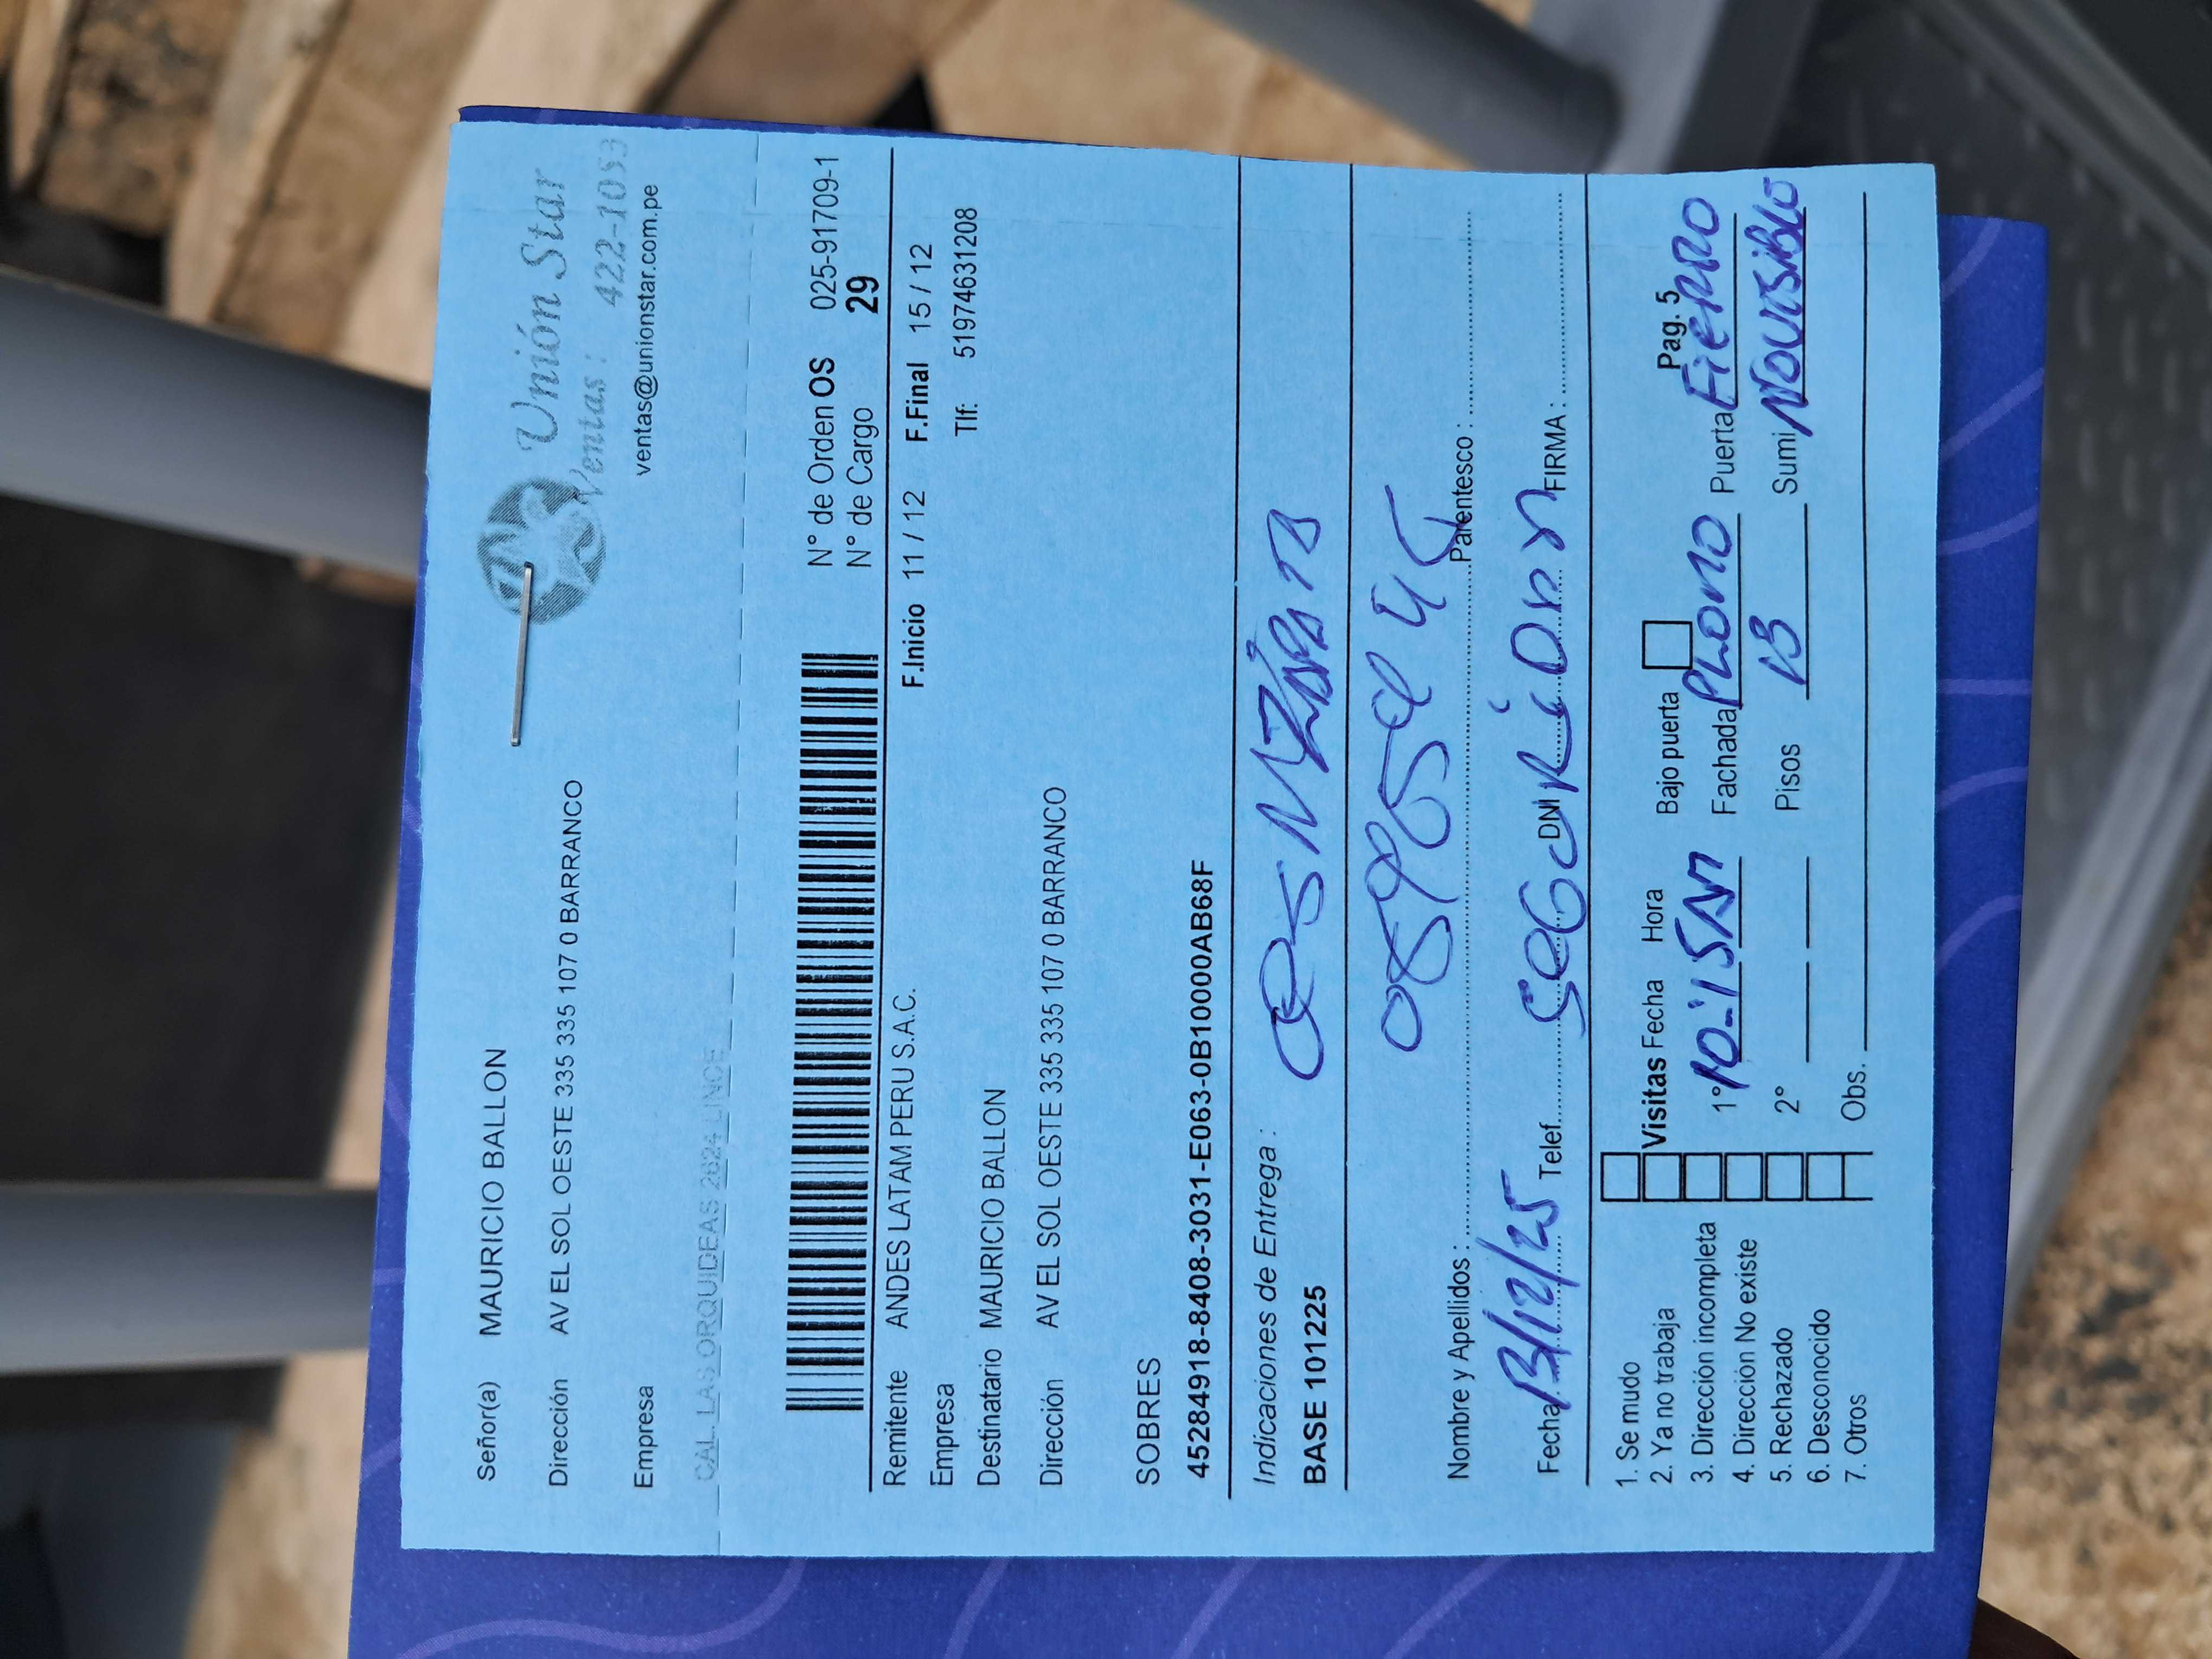 Unión Star
Ventas : 422-1053
ventas@unionstar.com.pe
Señor(a) MAURICIO BALLON
Dirección AV EL SOL OESTE 335 335 107 0 BARRANCO
Empresa
CAL. LAS ORQUIDEAS 2624 LINCE
N° de Orden OS 025-91709-1
N° de Cargo 29
Remitente ANDES LATAM PERU S.A.C.
F.Inicio 11 / 12 F.Final 15 / 12
Empresa
Tlf: 51974631208
Destinatario MAURICIO BALLON
Dirección AV EL SOL OESTE 335 335 107 0 BARRANCO
SOBRES
45284918-8408-3031-E063-0B10000AB68F
Indicaciones de Entrega :
BASE 101225
Nombre y Apellidos : Parentesco :
Fecha 13/12/25 Telef. DNI FIRMA :
Pag. 5
1. Se mudo
2. Ya no trabaja
3. Dirección incompleta
4. Dirección No existe
5. Rechazado
6. Desconocido
7. Otros
Visitas Fecha Hora Bajo puerta
1° Fachada PLOMO Puerta FIERRO
2° Pisos 13 Sumi NOVISIBLE
Obs.